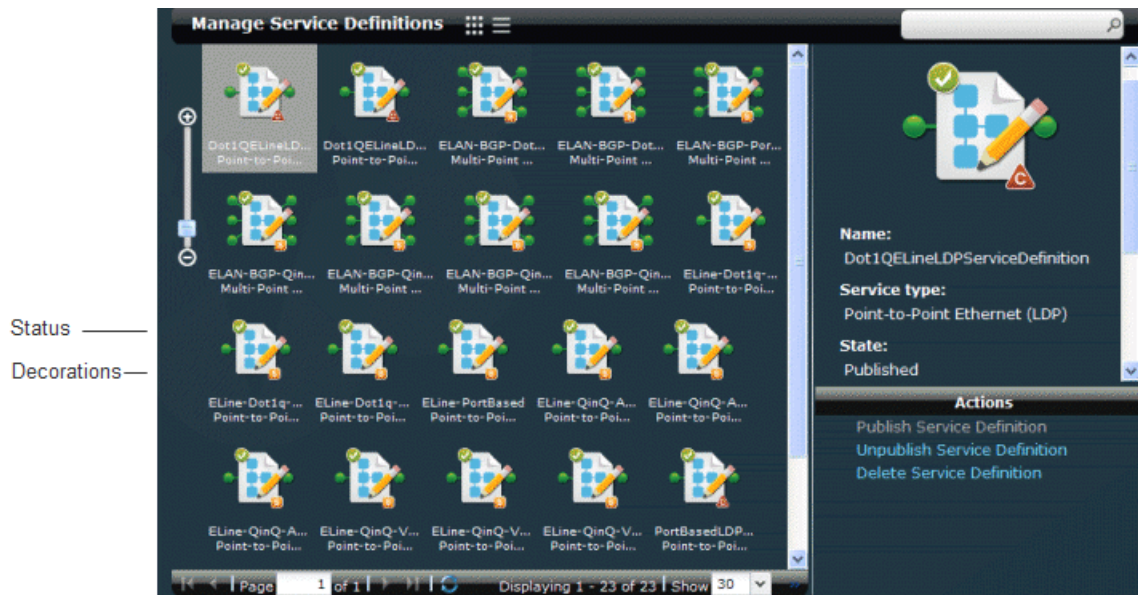 Manage Service Definitions
Dot1QELineLD... Dot1QELineLD... ELAN-BGP-Dot... ELAN-BGP-Dot... ELAN-BGP-Por...
Point-to-Poi... Point-to-Poi... Multi-Point ... Multi-Point ... Multi-Point ...
ELAN-BGP-Qin... ELAN-BGP-Qin... ELAN-BGP-Qin... ELAN-BGP-Qin... ELine-Dot1q-...
Multi-Point ... Multi-Point ... Multi-Point ... Multi-Point ... Point-to-Poi...
Status
Decorations
ELine-Dot1q-... ELine-Dot1q-... ELine-PortBased ELine-QinQ-A... ELine-QinQ-A...
Point-to-Poi... Point-to-Poi... Point-to-Poi... Point-to-Poi... Point-to-Poi...
ELine-QinQ-A... ELine-QinQ-V... ELine-QinQ-V... ELine-QinQ-V... PortBasedLDP...
Point-to-Poi... Point-to-Poi... Point-to-Poi... Point-to-Poi... Point-to-Poi...
Page 1 of 1 Displaying 1 - 23 of 23 Show 30
C
Name:
Dot1QELineLDPServiceDefinition
Service type:
Point-to-Point Ethernet (LDP)
State:
Published
Actions
Publish Service Definition
Unpublish Service Definition
Delete Service Definition